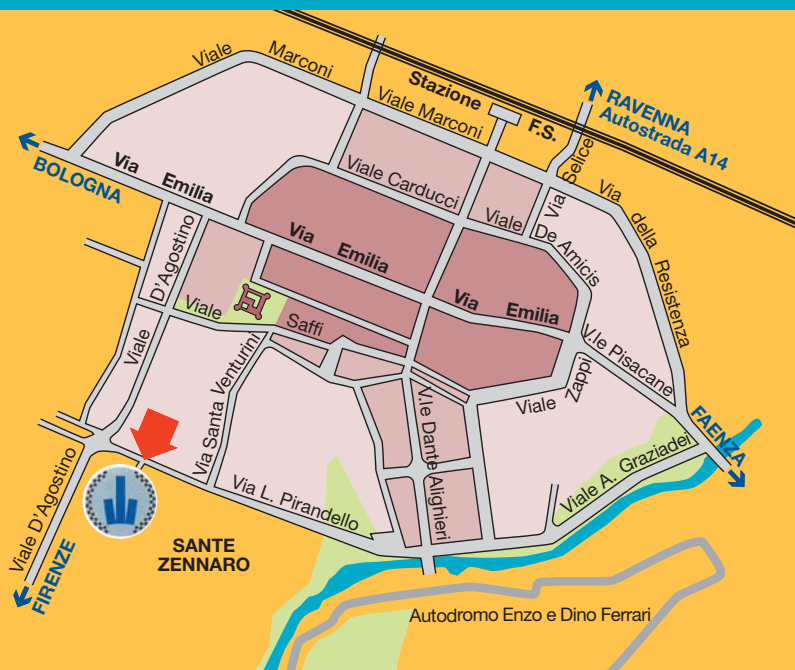 Viale Marconi
Stazione F.S.
Viale Marconi
RAVENNA
Autostrada A14
Via Selice
BOLOGNA
Via Emilia
Viale Carducci
Viale De Amicis
Via della Resistenza
Via Emilia
Via Emilia
Viale D'Agostino
Viale Saffi
V.le Pisacane
Viale Zappi
Via Santa Venturini
V.le Dante Alighieri
FAENZA
Viale A. Graziadei
Via L. Pirandello
Viale D'Agostino
FIRENZE
SANTE
ZENNARO
Autodromo Enzo e Dino Ferrari